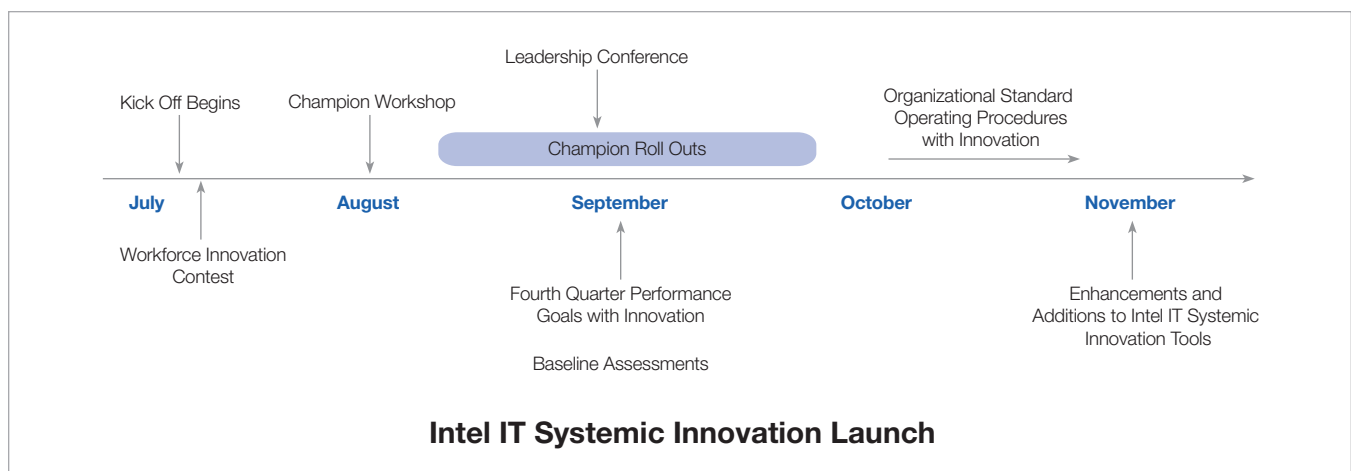 Leadership Conference
Kick Off Begins
Champion Workshop
Organizational Standard
Operating Procedures
with Innovation
Champion Roll Outs
July
August
September
October
November
Workforce Innovation
Contest
Fourth Quarter Performance
Goals with Innovation
Baseline Assessments
Enhancements and
Additions to Intel IT Systemic
Innovation Tools
Intel IT Systemic Innovation Launch